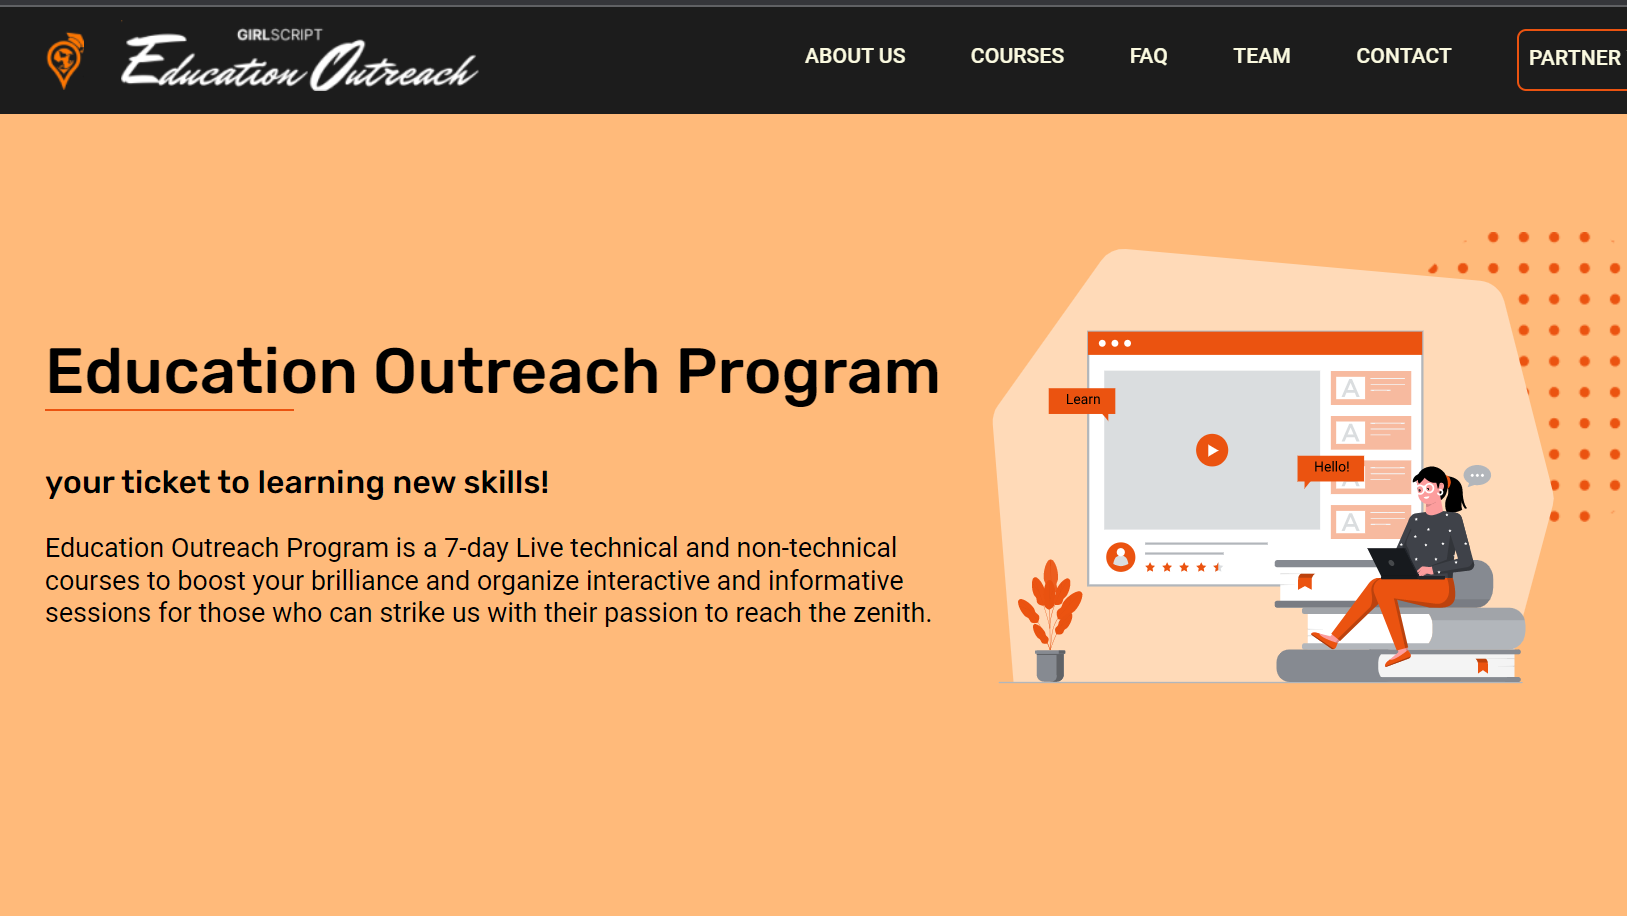 GIRLSCRIPT
Education Outreach
ABOUT US
COURSES
FAQ
TEAM
CONTACT
PARTNER
Education Outreach Program
your ticket to learning new skills!
Education Outreach Program is a 7-day Live technical and non-technical
courses to boost your brilliance and organize interactive and informative
sessions for those who can strike us with their passion to reach the zenith.
Learn
Hello!
A
A
A
A